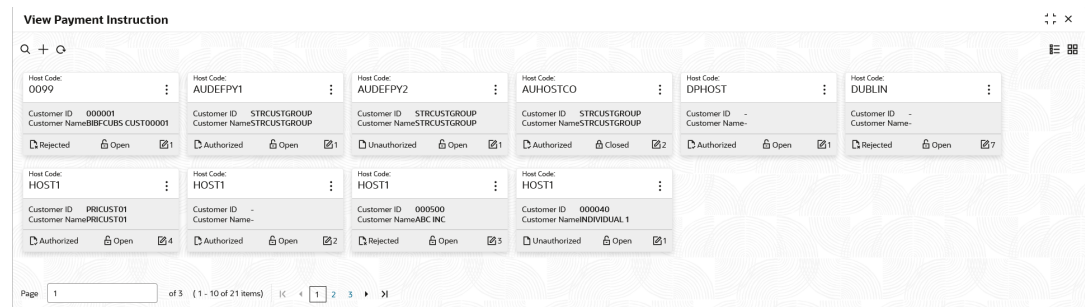 View Payment Instruction
Host Code:
0099
Customer ID 000001
Customer NameBIBFCUBS CUST00001
Rejected Open 1
Host Code:
AUDEFPY1
Customer ID STRCUSTGROUP
Customer NameSTRCUSTGROUP
Authorized Open 1
Host Code:
AUDEFPY2
Customer ID STRCUSTGROUP
Customer NameSTRCUSTGROUP
Unauthorized Open 1
Host Code:
AUHOSTCO
Customer ID STRCUSTGROUP
Customer NameSTRCUSTGROUP
Authorized Closed 2
Host Code:
DPHOST
Customer ID -
Customer Name-
Authorized Open 1
Host Code:
DUBLIN
Customer ID -
Customer Name-
Rejected Open 7
Host Code:
HOST1
Customer ID PRICUST01
Customer NamePRICUST01
Authorized Open 4
Host Code:
HOST1
Customer ID -
Customer Name-
Authorized Open 2
Host Code:
HOST1
Customer ID 000500
Customer NameABC INC
Rejected Open 3
Host Code:
HOST1
Customer ID 000040
Customer NameINDIVIDUAL 1
Unauthorized Open 1
Page 1 of 3 ( 1 - 10 of 21 items) 1 2 3